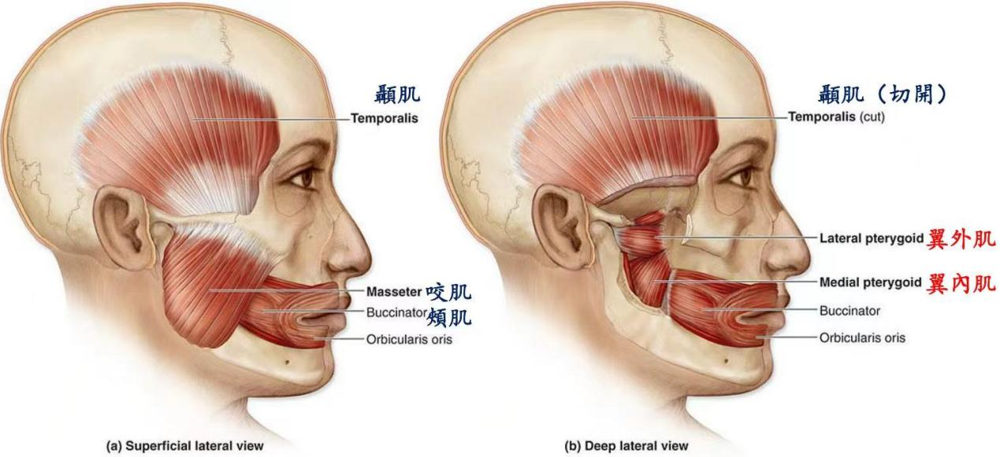 顳肌
Temporalis
Masseter 咬肌
Buccinator 頰肌
Orbicularis oris
(a) Superficial lateral view
顳肌（切開）
Temporalis (cut)
Lateral pterygoid 翼外肌
Medial pterygoid 翼內肌
Buccinator
Orbicularis oris
(b) Deep lateral view